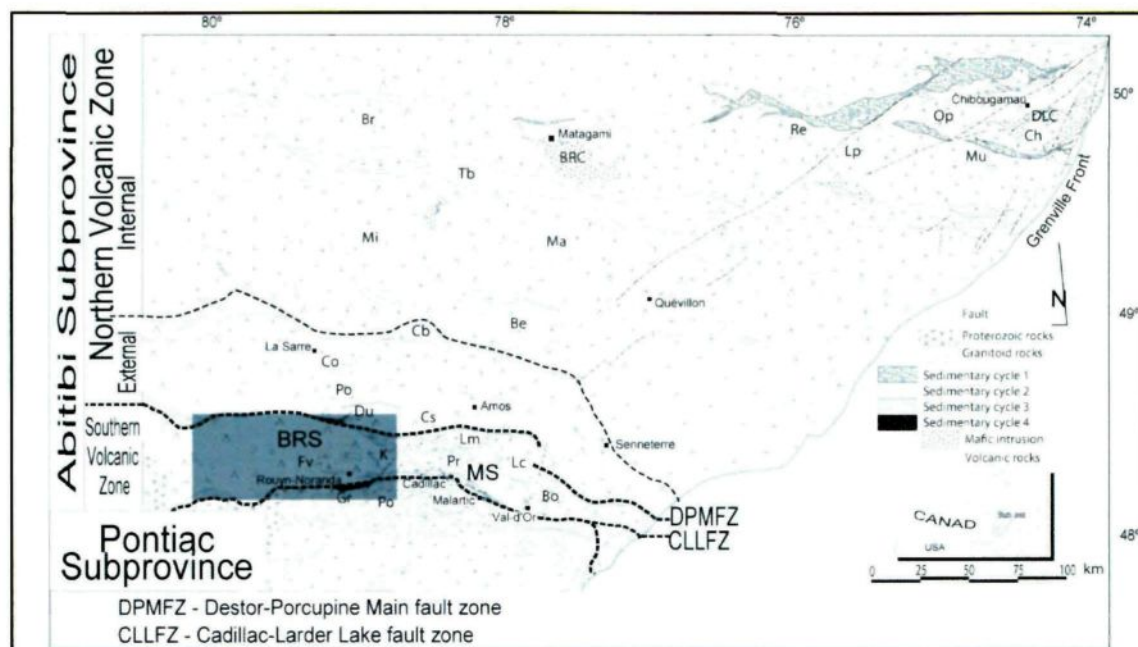 80°
78°
76°
74°
50°
49°
48°
Abitibi Subprovince
Northern Volcanic Zone
Internal
External
Southern
Volcanic
Zone
Pontiac
Subprovince
Br
Matagami
BRC
Tb
Mi
Ma
Re
Op
Chibougamau
DLC
Ch
Lp
Mu
Grenville Front
Quévillon
Be
Cb
La Sarre
Co
Po
Du
Cs
Amos
Senneterre
BRS
Fv
K
Rouyn-Noranda
Gr
Po
Lm
Pr
MS
Lc
Cadillac
Malartic
Bo
Val-d'Or
DPMFZ
CLLFZ
N
Fault
Proterozoic rocks
Granitoid rocks
Sedimentary cycle 1
Sedimentary cycle 2
Sedimentary cycle 3
Sedimentary cycle 4
Mafic intrusion
Volcanic rocks
CANAD
USA
0 25 50 75 100 km
DPMFZ - Destor-Porcupine Main fault zone
CLLFZ - Cadillac-Larder Lake fault zone